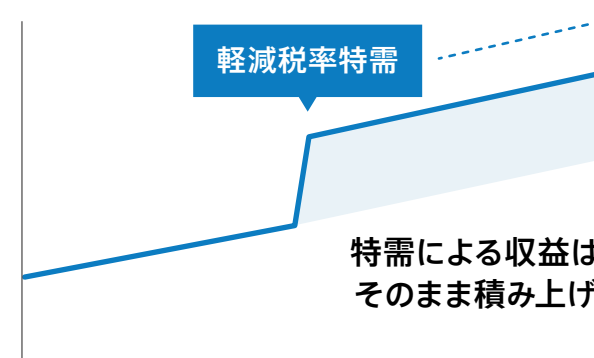 軽減税率特需
特需による収益は
そのまま積み上げ